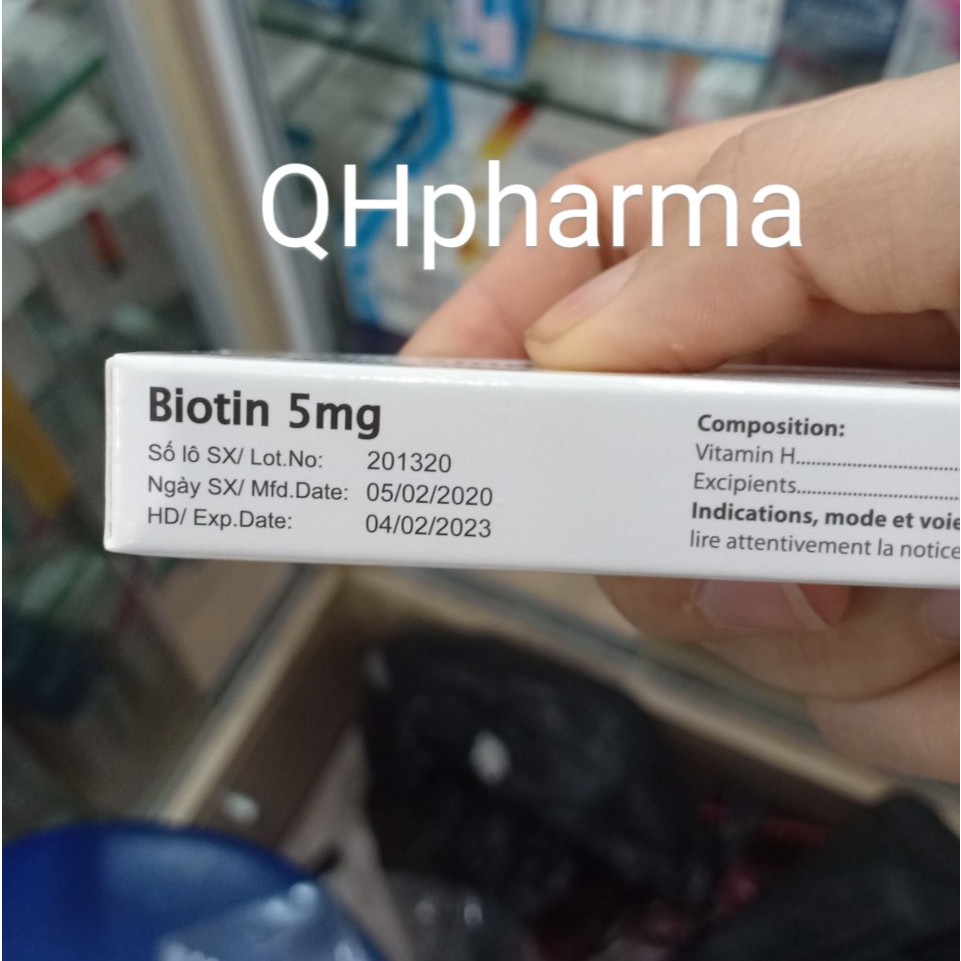 QHpharma
Biotin 5mg
Số lô SX/ Lot.No: 201320
Ngày SX/ Mfd.Date: 05/02/2020
HD/ Exp.Date: 04/02/2023
Composition:
Vitamin H
Excipients
Indications, mode et voie
lire attentivement la notice